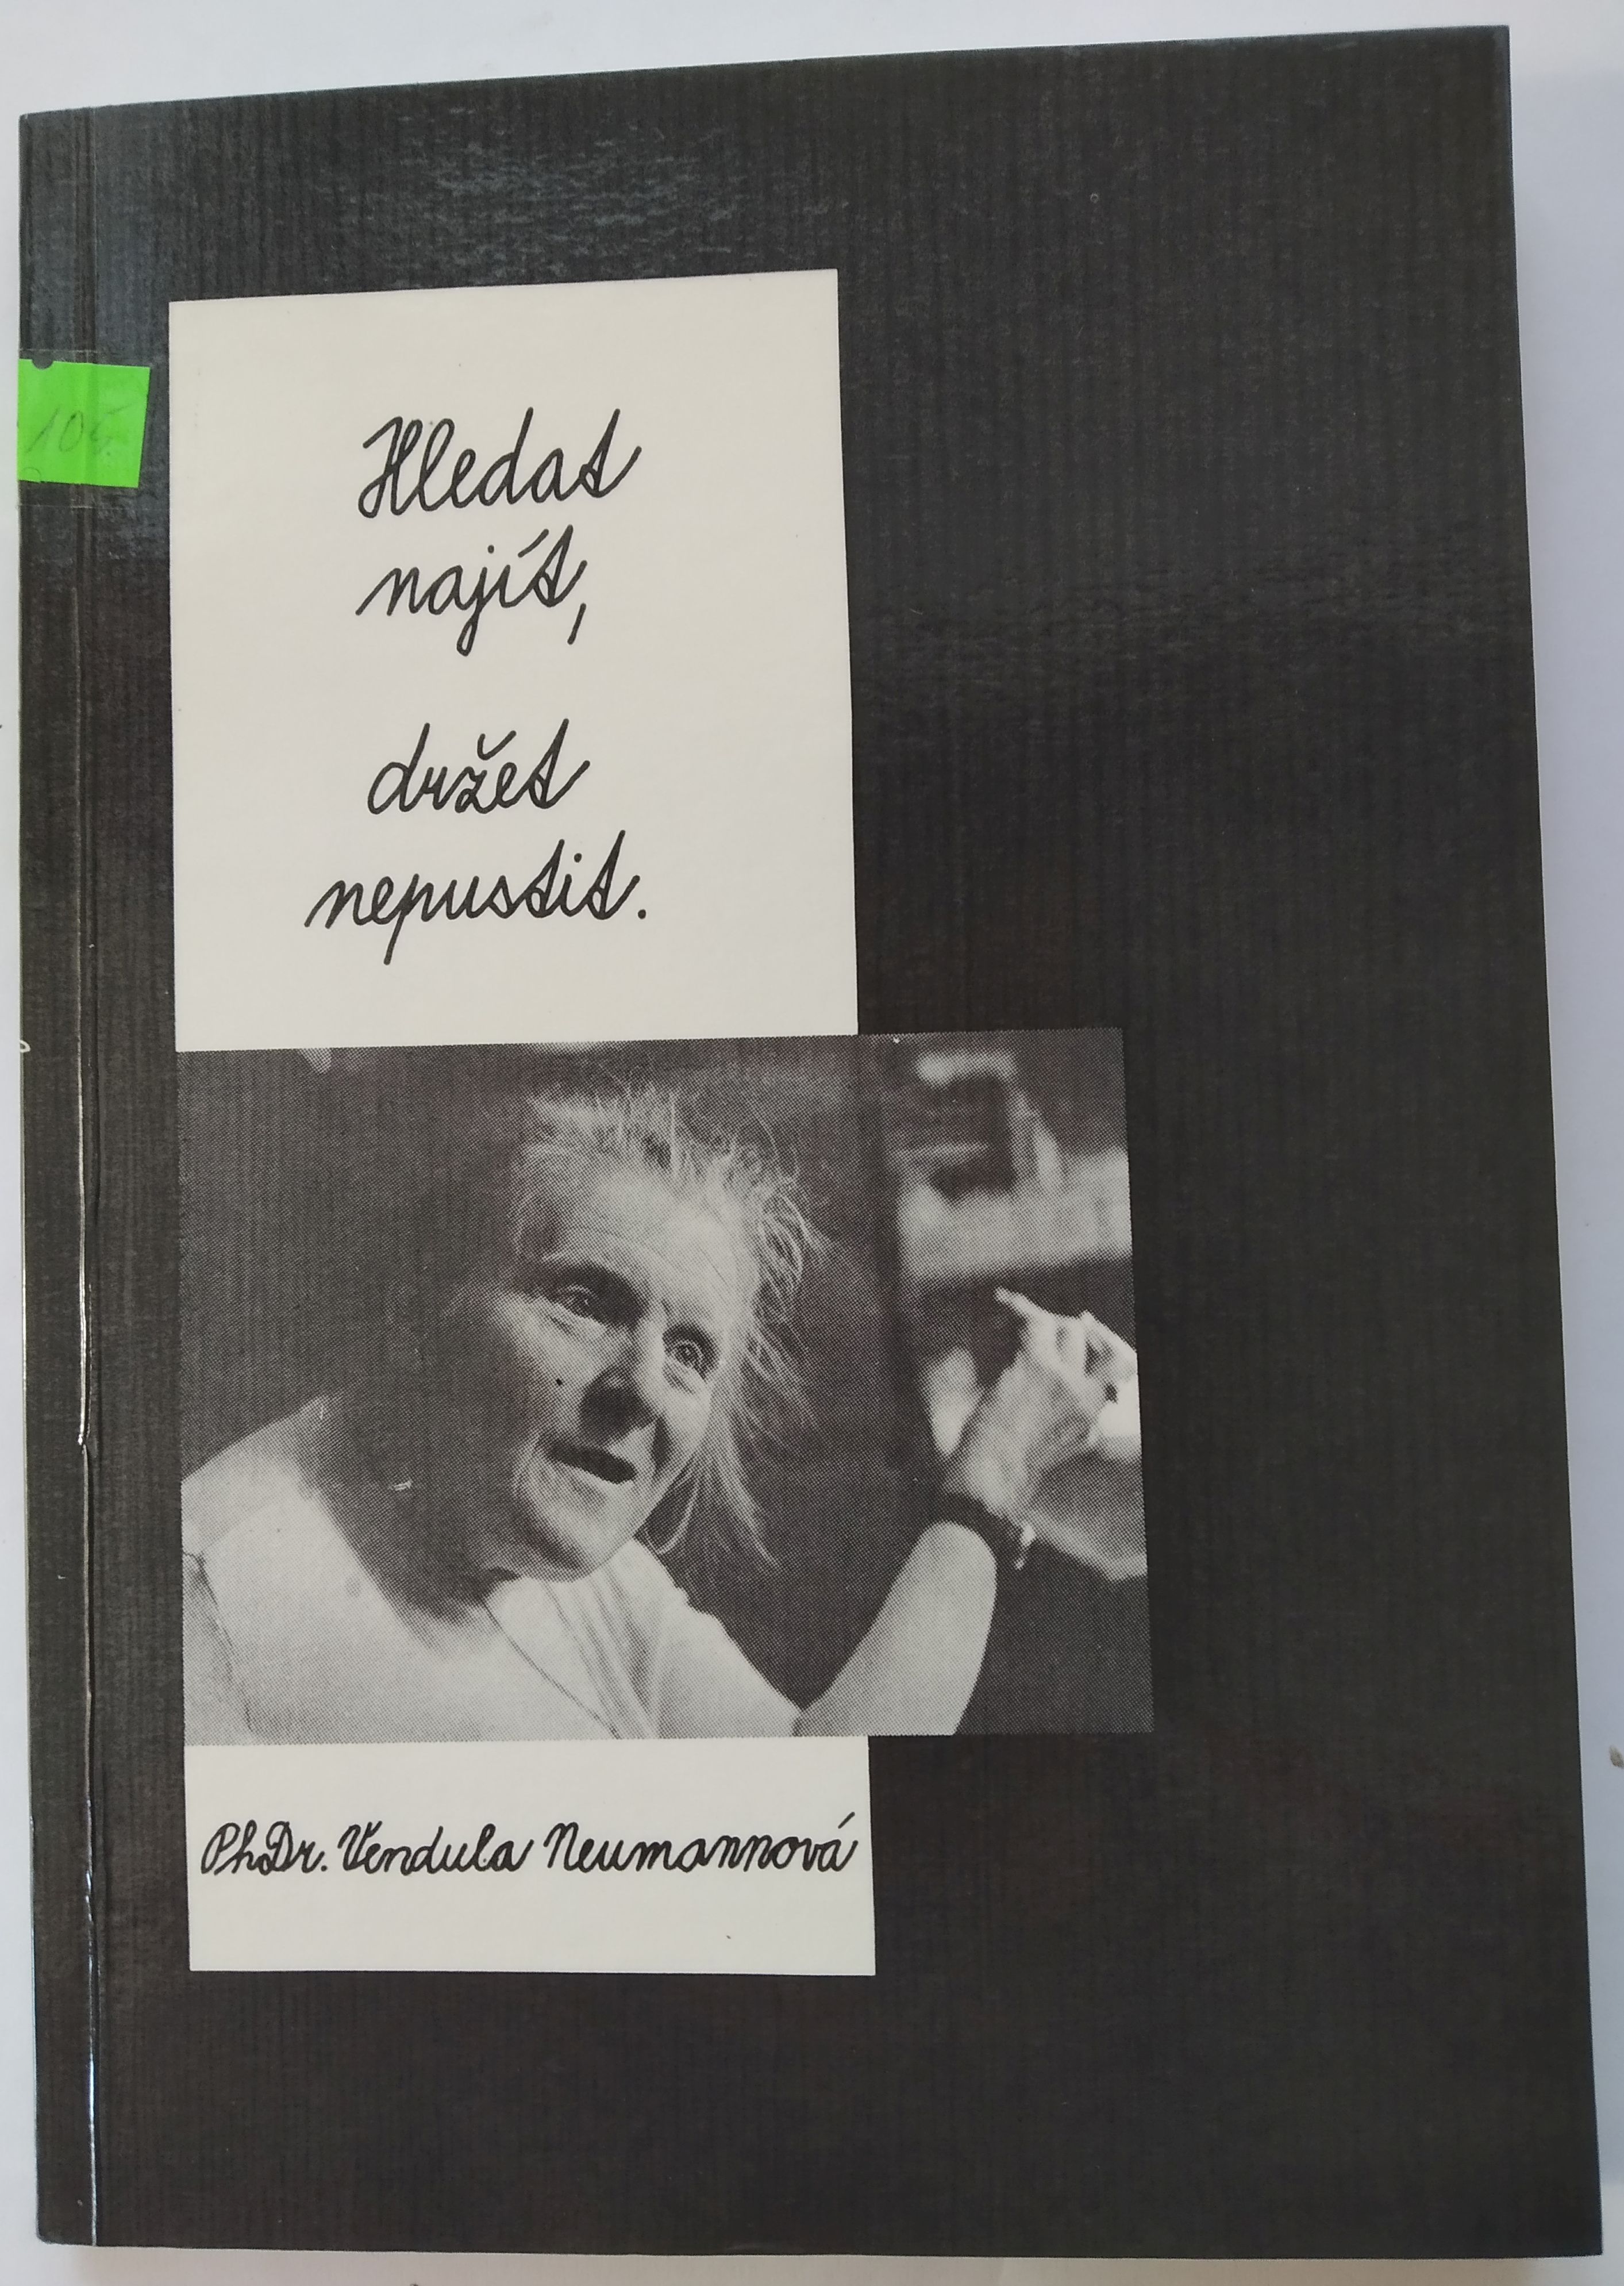 Hledat
najít,
držet
nepustit.
PhDr. Vendula Neumannová